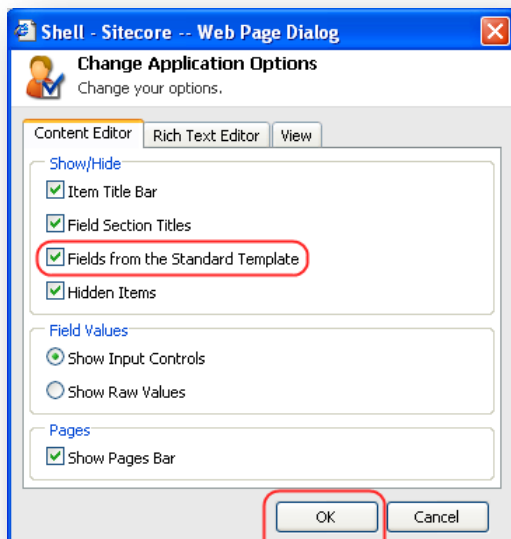 Shell - Sitecore -- Web Page Dialog
Change Application Options
Change your options.
Content Editor Rich Text Editor View
Show/Hide
Item Title Bar
Field Section Titles
Fields from the Standard Template
Hidden Items
Field Values
Show Input Controls
Show Raw Values
Pages
Show Pages Bar
OK Cancel